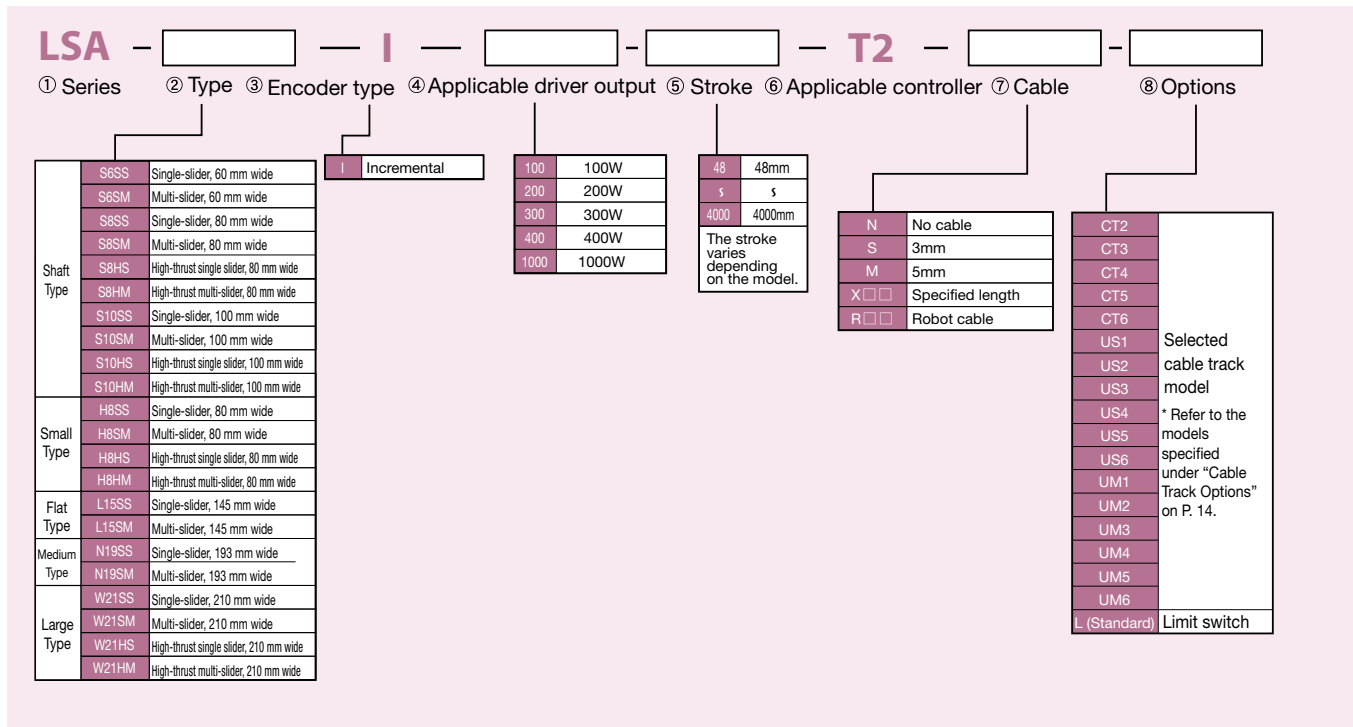 LSA – — I — - — T2 — -
① Series ② Type ③ Encoder type ④ Applicable driver output ⑤ Stroke ⑥ Applicable controller ⑦ Cable ⑧ Options
Shaft Type
S6SS Single-slider, 60 mm wide
S6SM Multi-slider, 60 mm wide
S8SS Single-slider, 80 mm wide
S8SM Multi-slider, 80 mm wide
S8HS High-thrust single slider, 80 mm wide
S8HM High-thrust multi-slider, 80 mm wide
S10SS Single-slider, 100 mm wide
S10SM Multi-slider, 100 mm wide
S10HS High-thrust single slider, 100 mm wide
S10HM High-thrust multi-slider, 100 mm wide
Small Type
H8SS Single-slider, 80 mm wide
H8SM Multi-slider, 80 mm wide
H8HS High-thrust single slider, 80 mm wide
H8HM High-thrust multi-slider, 80 mm wide
Flat Type
L15SS Single-slider, 145 mm wide
L15SM Multi-slider, 145 mm wide
Medium Type
N19SS Single-slider, 193 mm wide
N19SM Multi-slider, 193 mm wide
Large Type
W21SS Single-slider, 210 mm wide
W21SM Multi-slider, 210 mm wide
W21HS High-thrust single slider, 210 mm wide
W21HM High-thrust multi-slider, 210 mm wide
I Incremental
100 100W
200 200W
300 300W
400 400W
1000 1000W
48 48mm
∫ ∫
4000 4000mm
The stroke
varies
depending
on the model.
N No cable
S 3mm
M 5mm
X□□ Specified length
R□□ Robot cable
CT2
CT3
CT4
CT5
CT6
US1
US2
US3
US4
US5
US6
UM1
UM2
UM3
UM4
UM5
UM6
Selected
cable track
model
* Refer to the
models
specified
under “Cable
Track Options”
on P. 14.
L (Standard) Limit switch